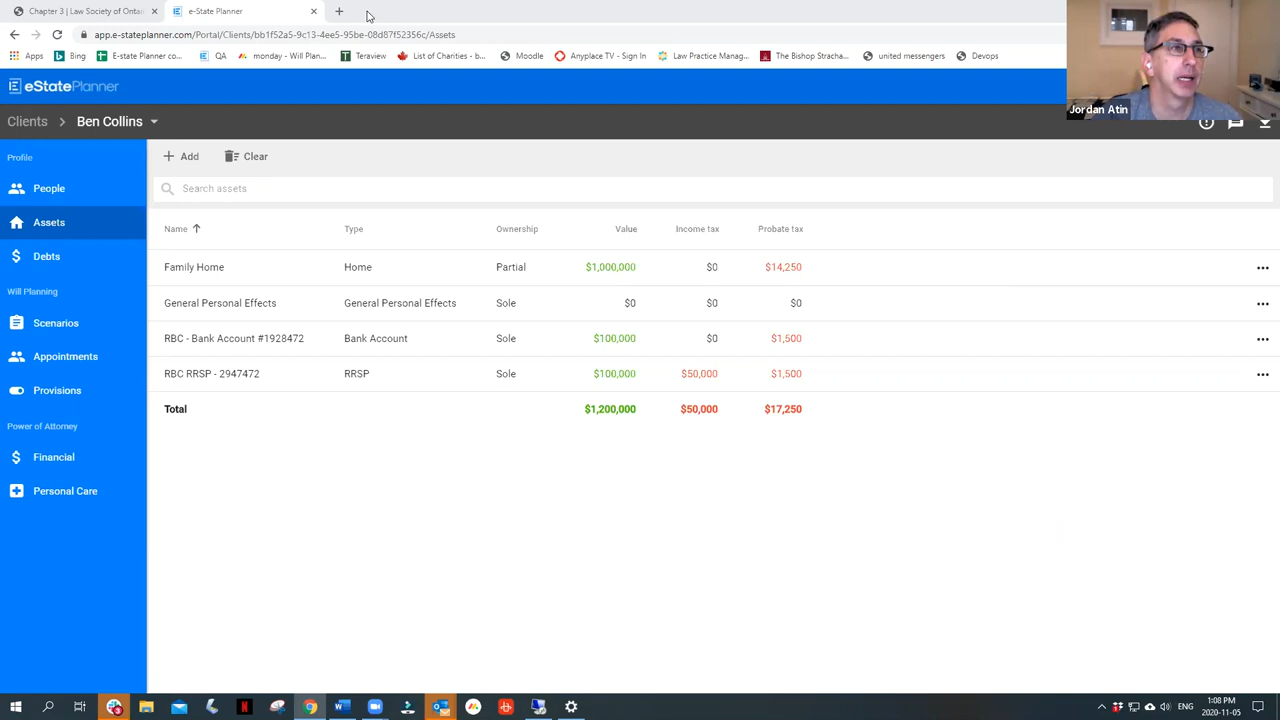 Chapter 3 | Law Society of Ontari
e-State Planner
app.e-stateplanner.com/Portal/Clients/bb1f52a5-9c13-4ee5-95be-08d87f52356c/Assets
Apps Bing E-state Planner co... QA monday - Will Plan... Teraview List of Charities - b... Moodle Anyplace TV - Sign In Law Practice Manag... The Bishop Stracha... united messengers Devops
eStatePlanner
Jordan Atin
Clients > Ben Collins
Profile
People
Assets
Debts
Will Planning
Scenarios
Appointments
Provisions
Power of Attorney
Financial
Personal Care
+ Add Clear
Search assets
Name Type Ownership Value Income tax Probate tax
Family Home Home Partial $1,000,000 $0 $14,250
General Personal Effects General Personal Effects Sole $0 $0 $0
RBC - Bank Account #1928472 Bank Account Sole $100,000 $0 $1,500
RBC RRSP - 2947472 RRSP Sole $100,000 $50,000 $1,500
Total $1,200,000 $50,000 $17,250
ENG
1:08 PM
2020-11-05